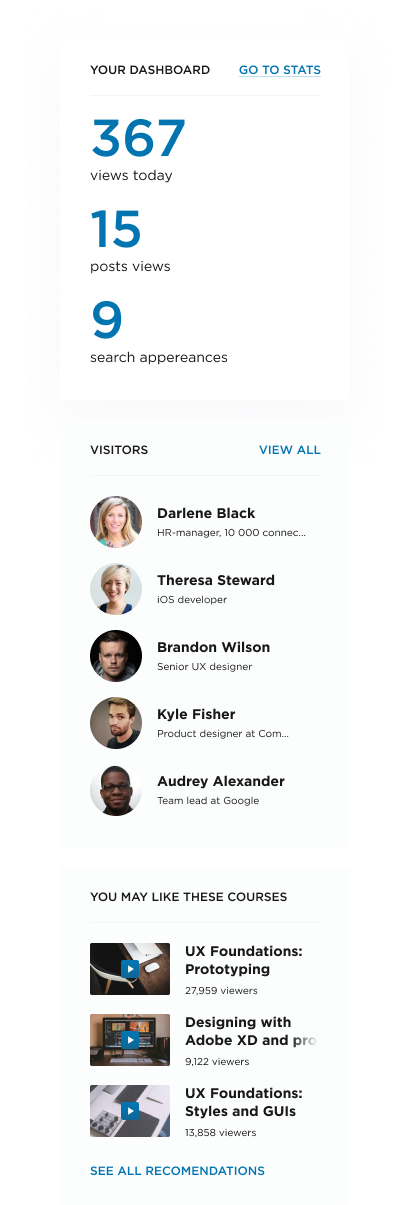 YOUR DASHBOARD GO TO STATS
367
views today
15
posts views
9
search appereances
VISITORS VIEW ALL
Darlene Black
HR-manager, 10 000 connec...
Theresa Steward
iOS developer
Brandon Wilson
Senior UX designer
Kyle Fisher
Product designer at Com...
Audrey Alexander
Team lead at Google
YOU MAY LIKE THESE COURSES
UX Foundations:
Prototyping
27,959 viewers
Designing with
Adobe XD and pro
9,122 viewers
UX Foundations:
Styles and GUIs
13,858 viewers
SEE ALL RECOMENDATIONS